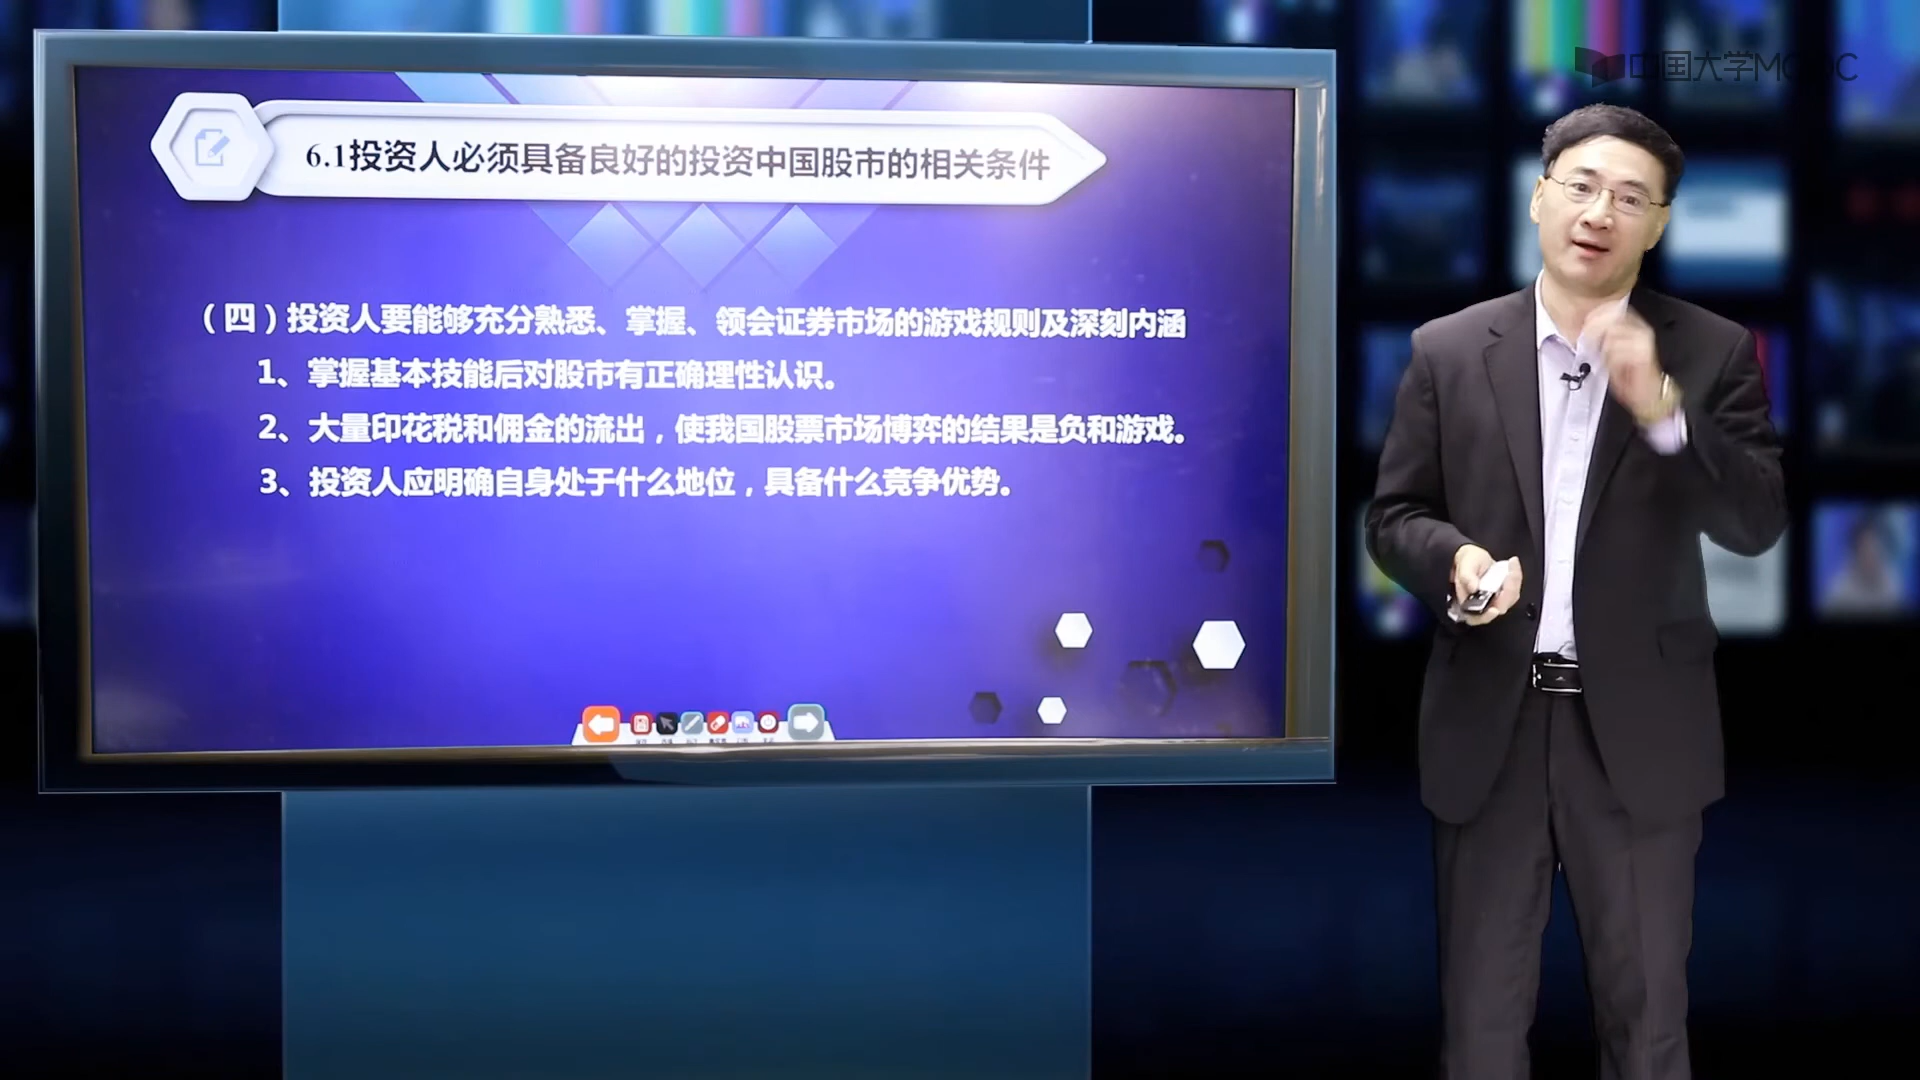 中国大学MOOC
6.1投资人必须具备良好的投资中国股市的相关条件
（四）投资人要能够充分熟悉、掌握、领会证券市场的游戏规则及深刻内涵
1、掌握基本技能后对股市有正确理性认识。
2、大量印花税和佣金的流出，使我国股票市场博弈的结果是负和游戏。
3、投资人应明确自身处于什么地位，具备什么竞争优势。